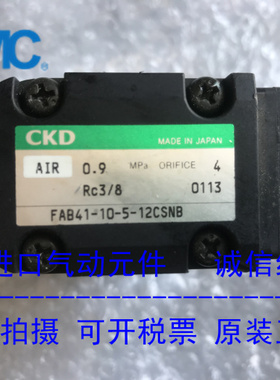 MC
CKD
MADE IN JAPAN
AIR 0.9 MPa ORIFICE 4
Rc3/8 0113
FAB41-10-5-12CSNB
进口气动元件 诚信经
拍摄 可开税票 原装